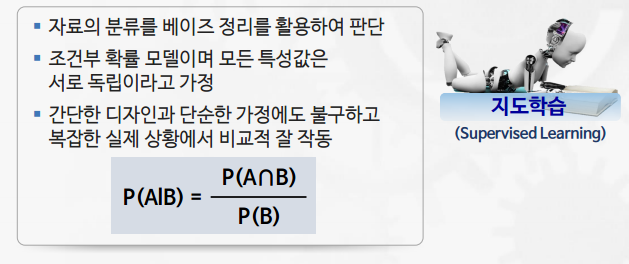 ▪ 자료의 분류를 베이즈 정리를 활용하여 판단
▪ 조건부 확률 모델이며 모든 특성값은
서로 독립이라고 가정
▪ 간단한 디자인과 단순한 가정에도 불구하고
복잡한 실제 상황에서 비교적 잘 작동
P(A|B) = P(A∩B)
P(B)
지도학습
(Supervised Learning)